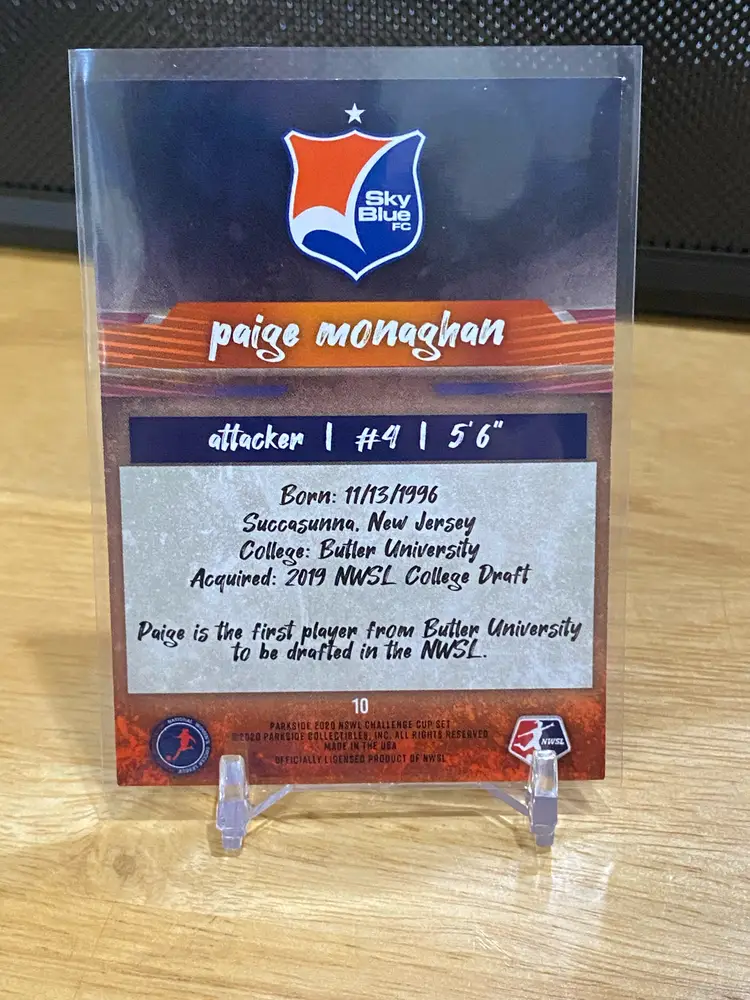 Sky
Blue
FC
paige monaghan
attacker | #4 | 5'6"
Born: 11/13/1996
Succasunna, New Jersey
College: Butler University
Acquired: 2019 NWSL College Draft
Paige is the first player from Butler University
to be drafted in the NWSL.
10
PARKSIDE 2020 NSWL CHALLENGE CUP SET
©2020 PARKSIDE COLLECTIBLES, INC. ALL RIGHTS RESERVED
MADE IN THE USA
OFFICIALLY LICENSED PRODUCT OF NWSL
NWSL